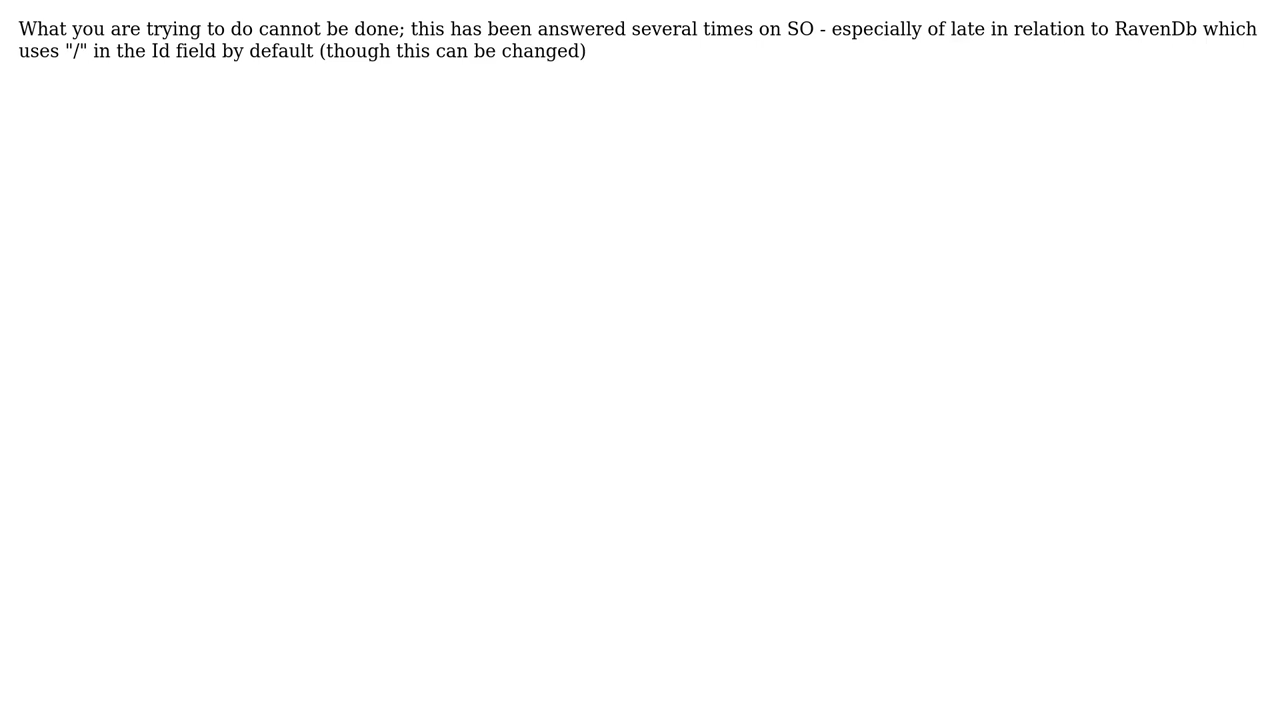 What you are trying to do cannot be done; this has been answered several times on SO - especially of late in relation to RavenDb which
uses "/" in the Id field by default (though this can be changed)